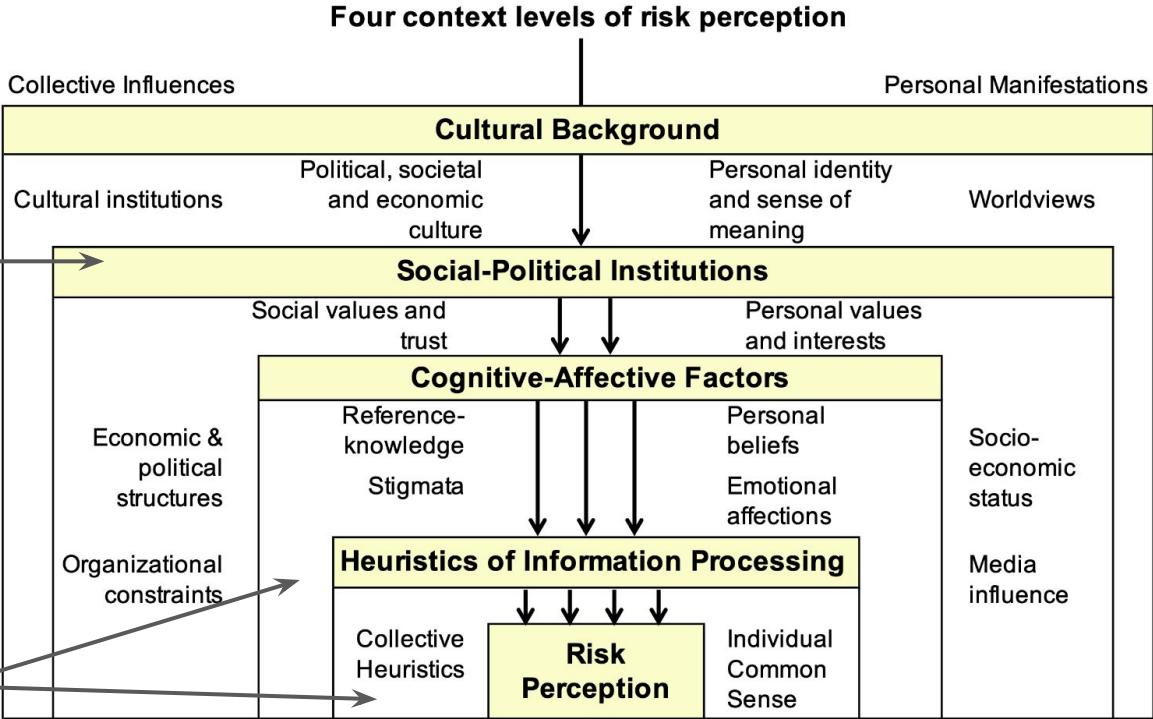 Four context levels of risk perception
Collective Influences
Personal Manifestations
Cultural Background
Cultural institutions
Political, societal
and economic
culture
Personal identity
and sense of
meaning
Worldviews
Social-Political Institutions
Social values and
trust
Personal values
and interests
Cognitive-Affective Factors
Economic &
political
structures
Reference-
knowledge
Stigmata
Personal
beliefs
Emotional
affections
Socio-
economic
status
Heuristics of Information Processing
Organizational
constraints
Media
influence
Collective
Heuristics
Risk
Perception
Individual
Common
Sense